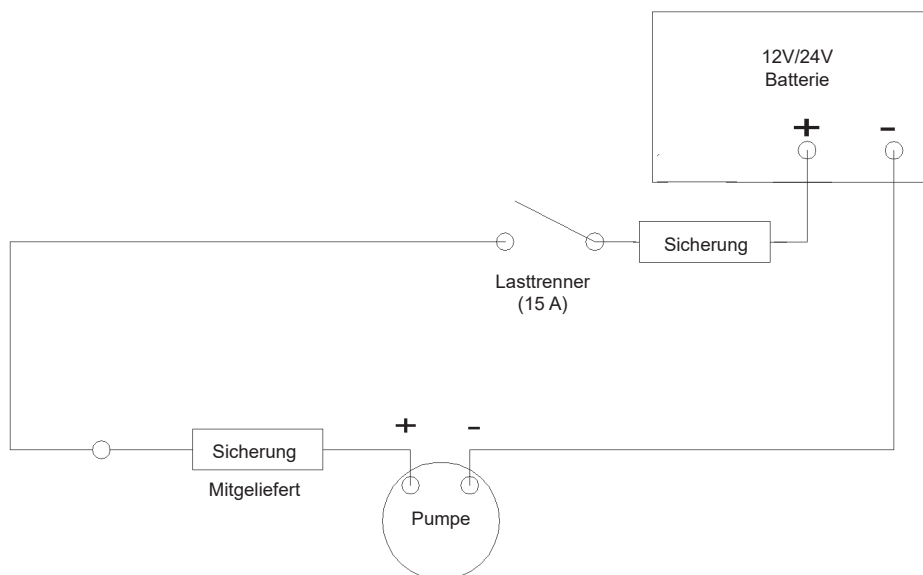 12V/24V
Batterie
+ -
Sicherung
Lasttrenner
(15 A)
+ -
Sicherung
Mitgeliefert
Pumpe